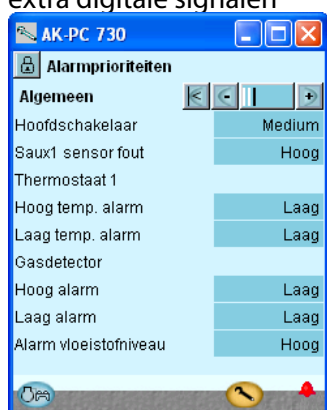 extra digitale signalen
AK-PC 730
Alarmprioriteiten
Algemeen
Hoofdschakelaar Medium
Saux1 sensor fout Hoog
Thermostaat 1
Hoog temp. alarm Laag
Laag temp. alarm Laag
Gasdetector
Hoog alarm Laag
Laag alarm Laag
Alarm vloeistofniveau Hoog